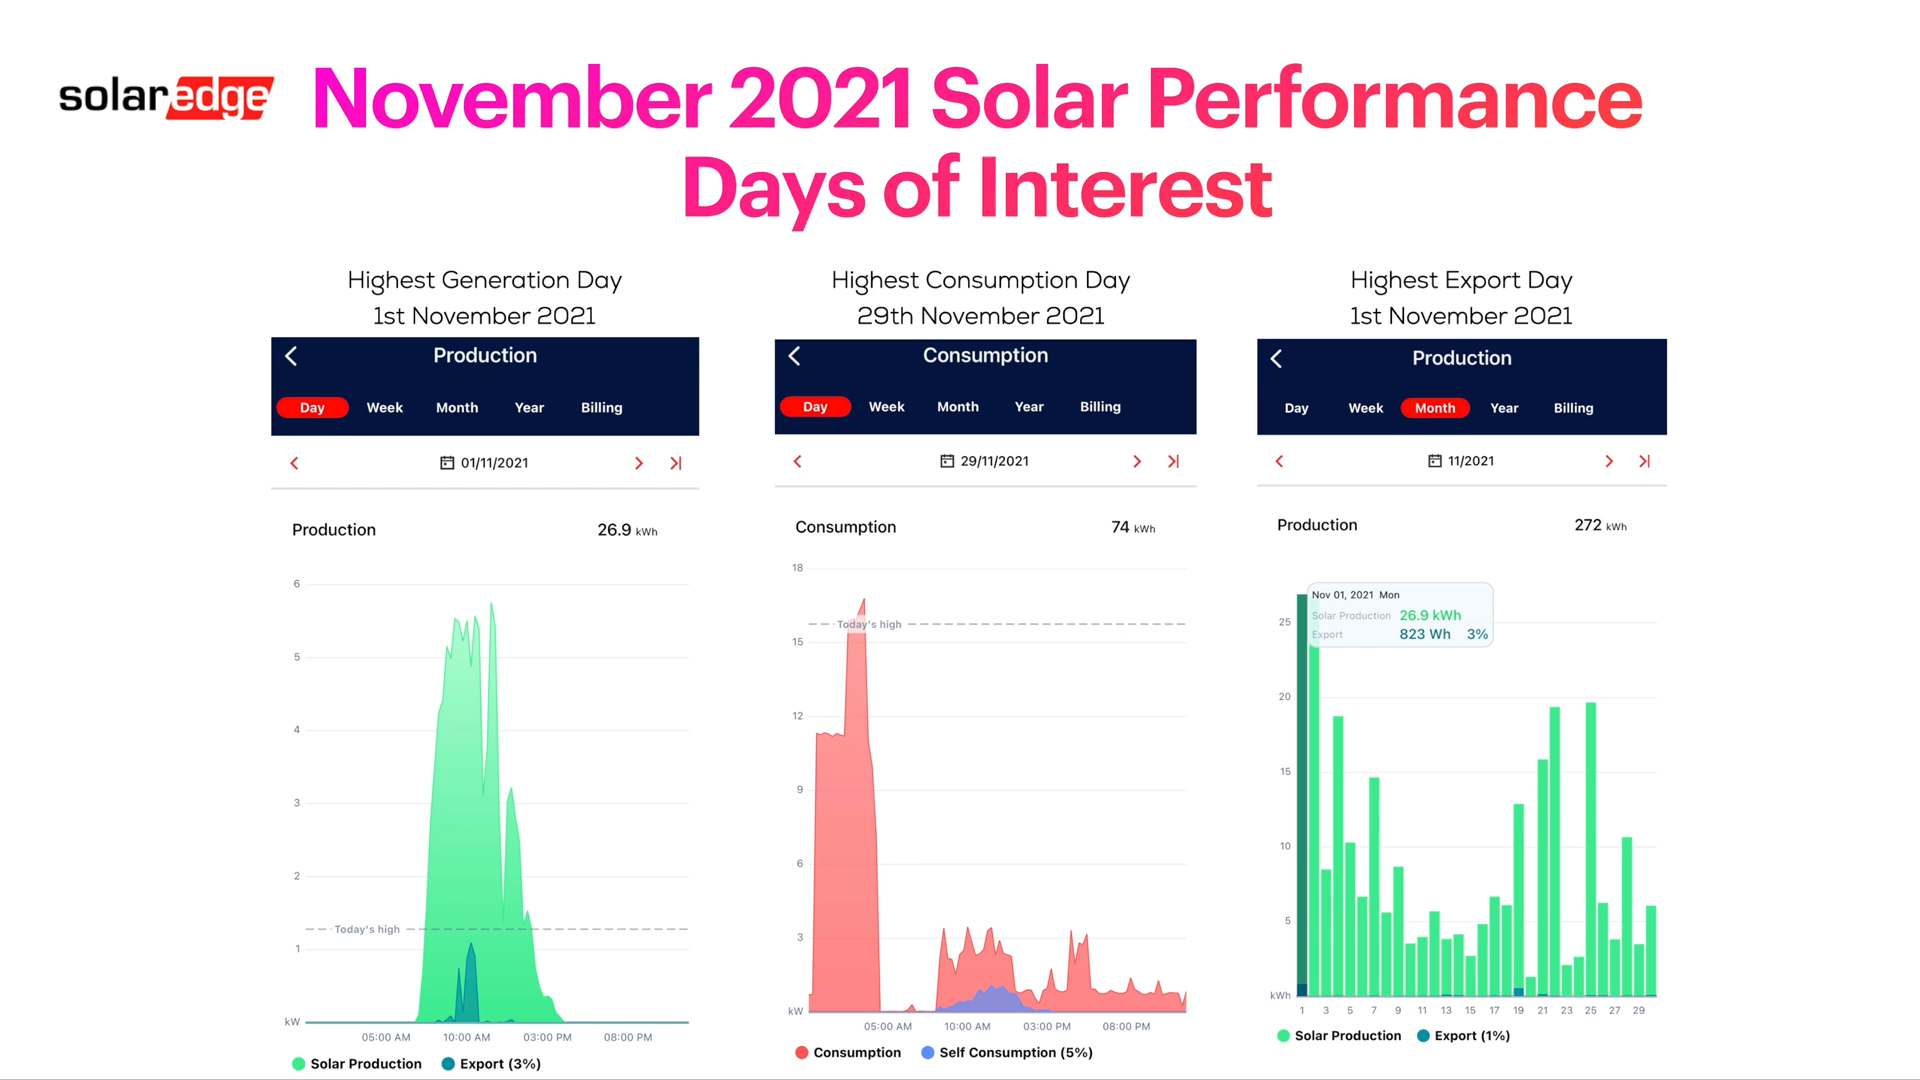 solaredge
November 2021 Solar Performance
Days of Interest
Highest Generation Day
1st November 2021
Production
Day Week Month Year Billing
01/11/2021
Production 26.9 kWh
6
5
4
3
2
Today's high
1
kW
05:00 AM 10:00 AM 03:00 PM 08:00 PM
Solar Production Export (3%)
Highest Consumption Day
29th November 2021
Consumption
Day Week Month Year Billing
29/11/2021
Consumption 74 kWh
18
Today's high
15
12
9
6
3
kW
05:00 AM 10:00 AM 03:00 PM 08:00 PM
Consumption Self Consumption (5%)
Highest Export Day
1st November 2021
Production
Day Week Month Year Billing
11/2021
Production 272 kWh
Nov 01, 2021 Mon
Solar Production 26.9 kWh
Export 823 Wh 3%
25
20
15
10
5
kWh
1 3 5 7 9 11 13 15 17 19 21 23 25 27 29
Solar Production Export (1%)